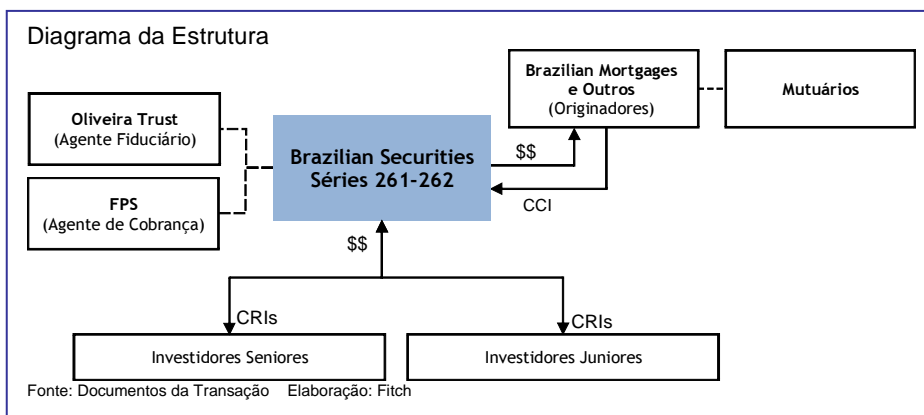 Diagrama da Estrutura
Brazilian Mortgages
e Outros
(Originadores)
Mutuários
Oliveira Trust
(Agente Fiduciário)
Brazilian Securities
Séries 261-262
$$
CCI
FPS
(Agente de Cobrança)
$$
CRIs
CRIs
Investidores Seniores
Investidores Juniores
Fonte: Documentos da Transação Elaboração: Fitch